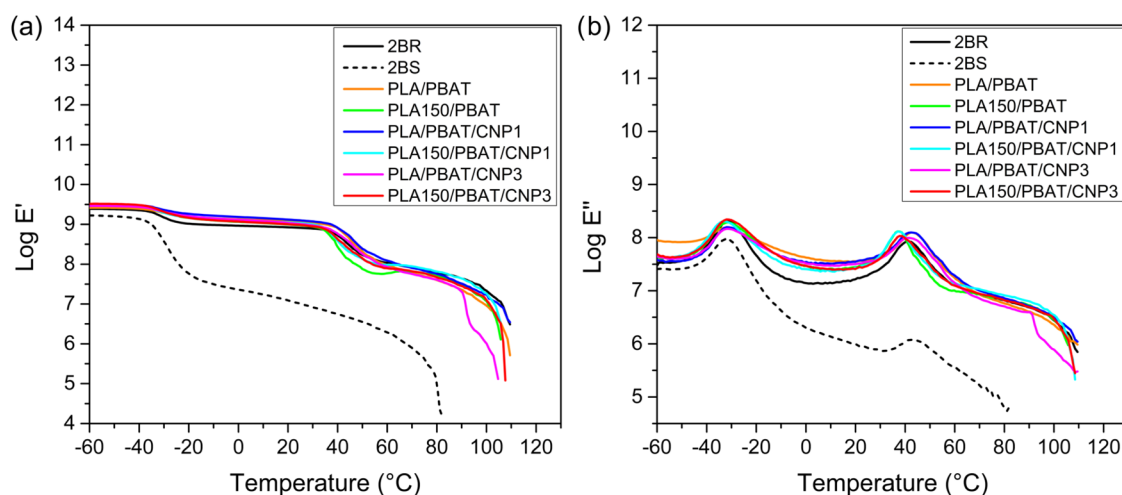 (a)
14
13
12
11
10
9
8
7
6
5
4
Log E'
2BR
2BS
PLA/PBAT
PLA150/PBAT
PLA/PBAT/CNP1
PLA150/PBAT/CNP1
PLA/PBAT/CNP3
PLA150/PBAT/CNP3
-60 -40 -20 0 20 40 60 80 100 120
Temperature (°C)
(b)
12
11
10
9
8
7
6
5
Log E"
2BR
2BS
PLA/PBAT
PLA150/PBAT
PLA/PBAT/CNP1
PLA150/PBAT/CNP1
PLA/PBAT/CNP3
PLA150/PBAT/CNP3
-60 -40 -20 0 20 40 60 80 100 120
Temperature (°C)